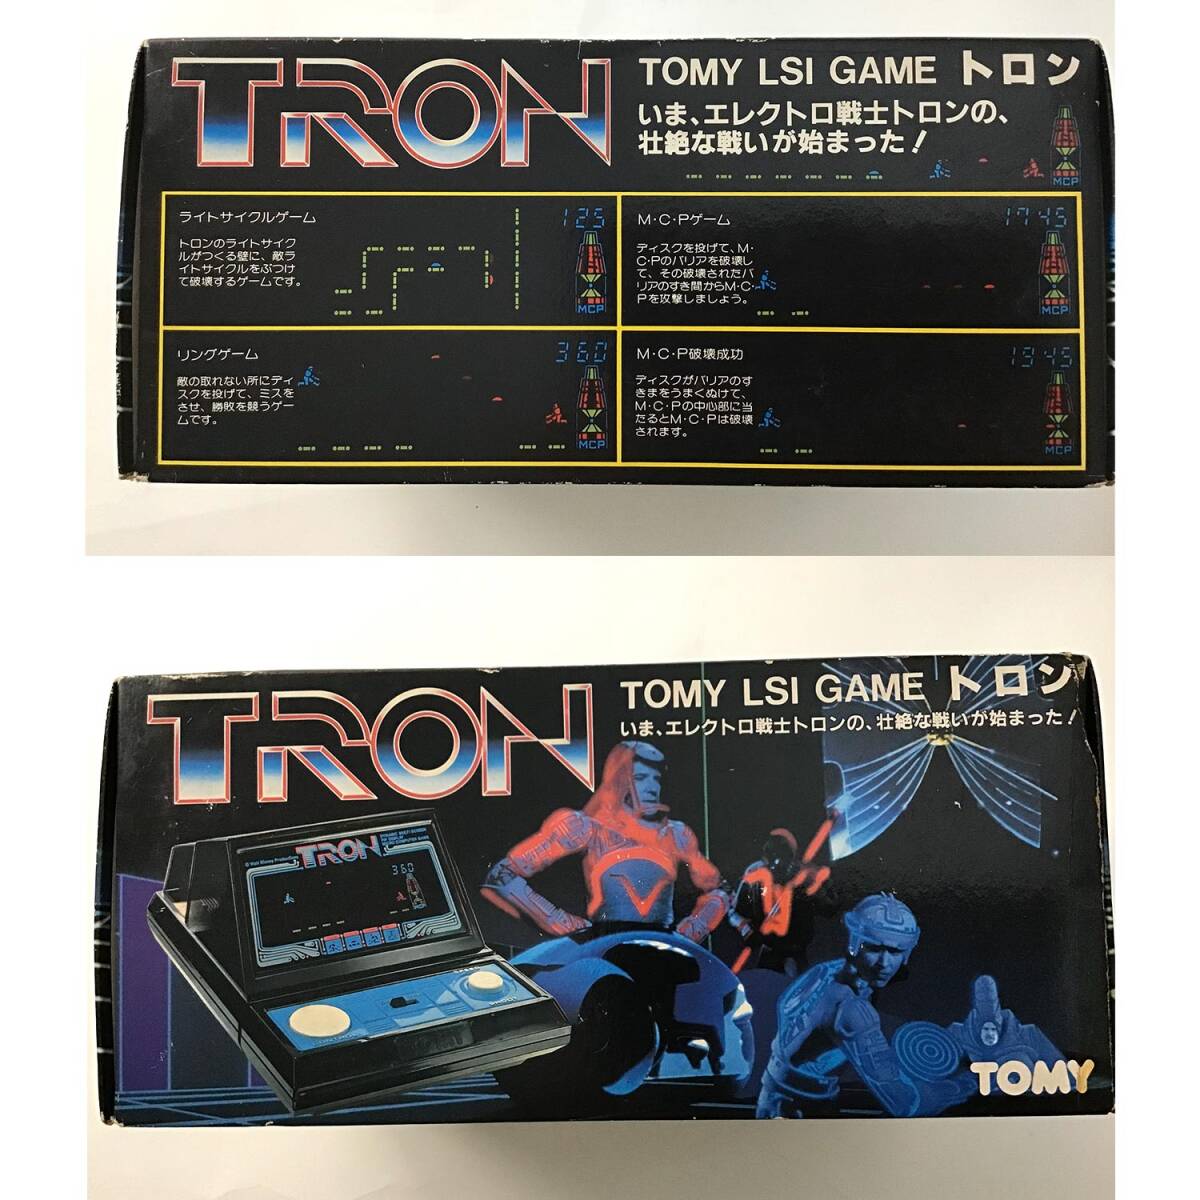 TRON
TOMY LSI GAME トロン
いま、エレクトロ戦士トロンの、
壮絶な戦いが始まった!
MCP
ライトサイクルゲーム
125
トロンのライトサイク
ルがつくる壁に、敵ラ
イトサイクルをぶつけ
て破壊するゲームです。
MCP
M・C・Pゲーム
1745
ディスクを投げて、M・
C・Pのバリアを破壊し
て、その破壊されたバ
リアのすき間からM・C・
Pを攻撃しましょう。
MCP
リングゲーム
360
敵の取れない所にディ
スクを投げて、ミスを
させ、勝敗を競うゲー
ムです。
MCP
M・C・P破壊成功
1945
ディスクがバリアのす
きまをうまくぬけて、
M・C・Pの中心部に当
たるとM・C・Pは破壊
されます。
MCP
TRON
TOMY LSI GAME トロン
いま、エレクトロ戦士トロンの、壮絶な戦いが始まった!
© Walt Disney Productions
TRON
360
MCP
TOMY